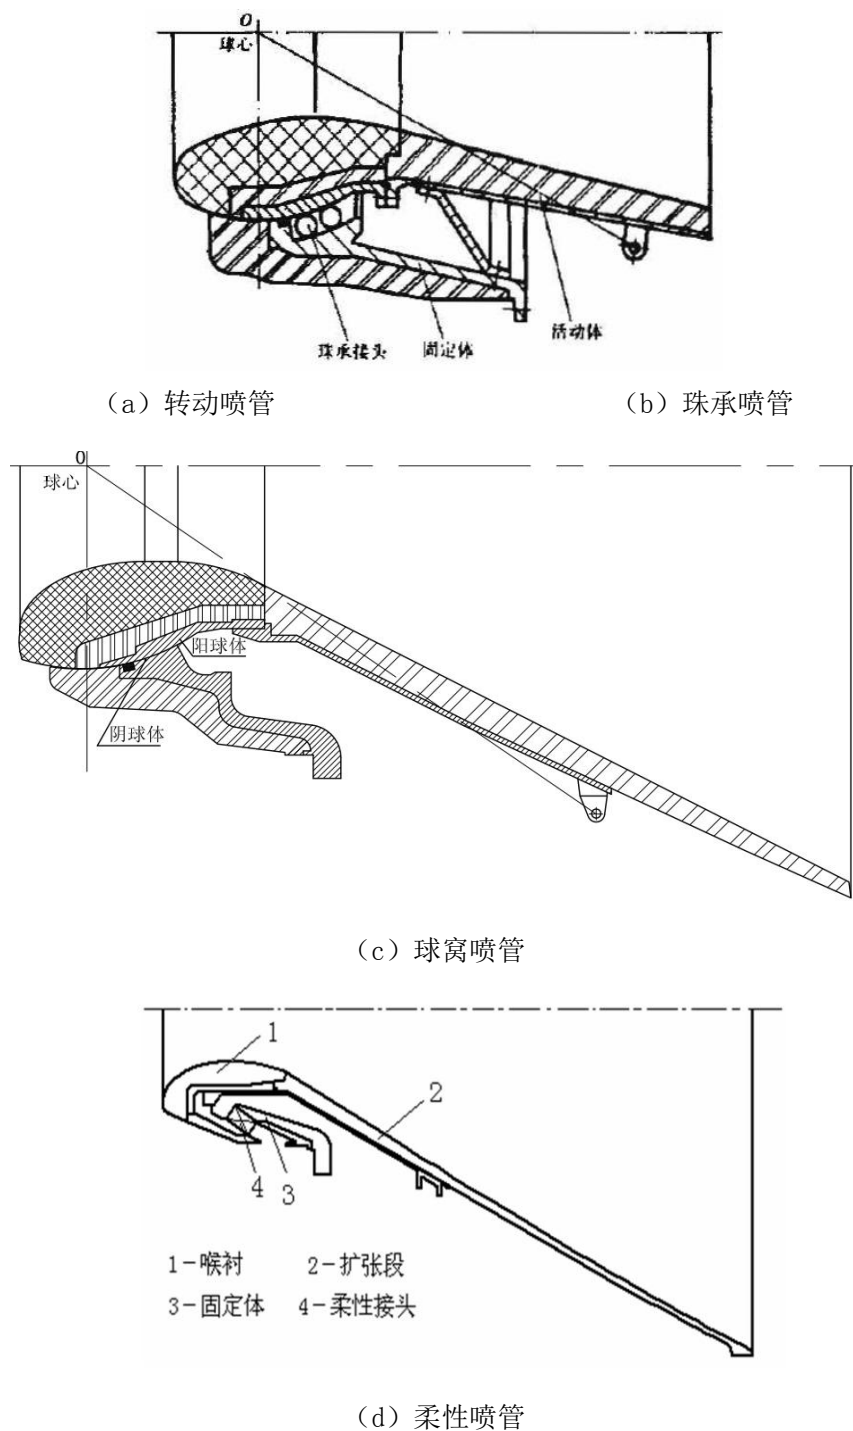 O
球心
珠承接头
固定体
活动体
（a）转动喷管
（b）珠承喷管
O
球心
阳球体
阴球体
（c）球窝喷管
1
2
4
3
1-喉衬 2-扩张段
3-固定体 4-柔性接头
（d）柔性喷管